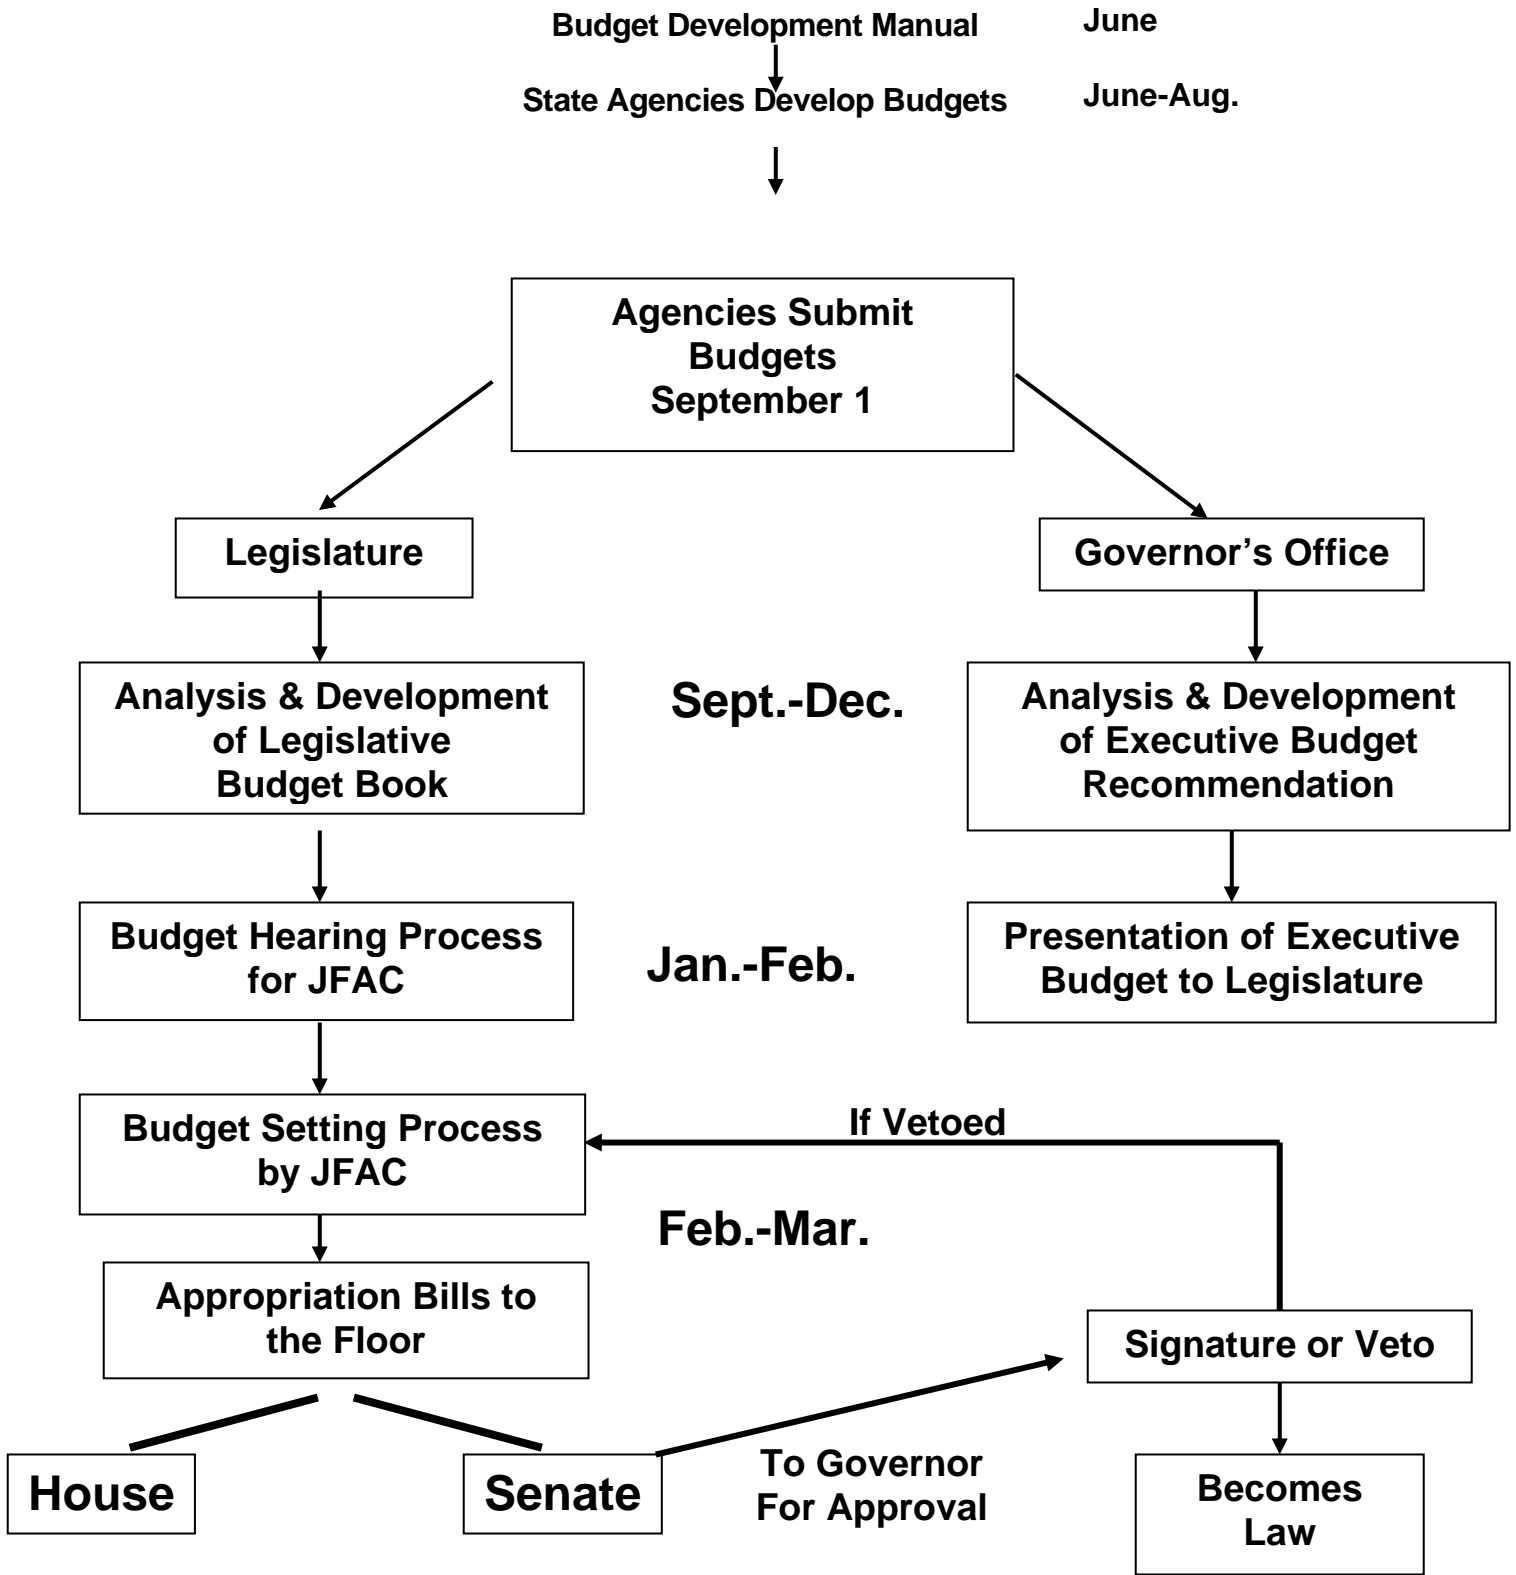 Budget Development Manual June
State Agencies Develop Budgets June-Aug.
Agencies Submit
Budgets
September 1
Legislature
Governor’s Office
Analysis & Development
of Legislative
Budget Book
Sept.-Dec.
Analysis & Development
of Executive Budget
Recommendation
Budget Hearing Process
for JFAC
Jan.-Feb.
Presentation of Executive
Budget to Legislature
Budget Setting Process
by JFAC
If Vetoed
Feb.-Mar.
Appropriation Bills to
the Floor
Signature or Veto
House
Senate
To Governor
For Approval
Becomes
Law